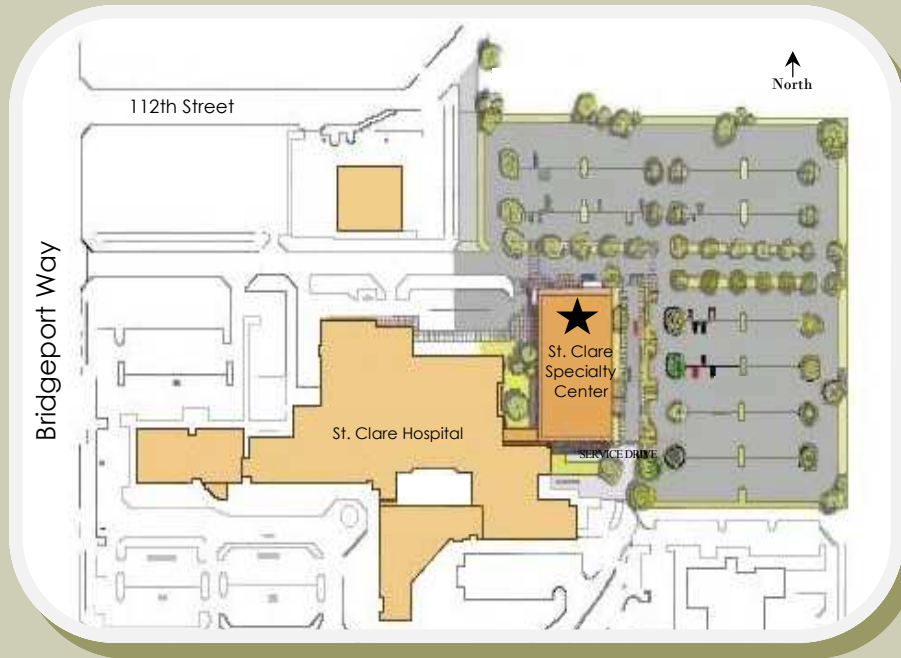 North
112th Street
Bridgeport Way
St. Clare
Specialty
Center
St. Clare Hospital
SERVICE DRIVE